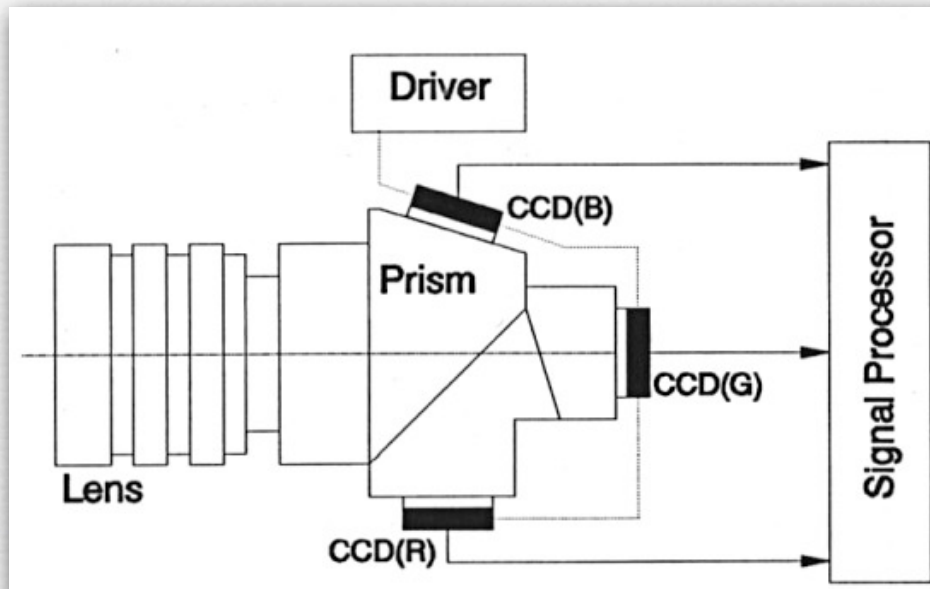 Driver
CCD(B)
Prism
CCD(G)
Lens
CCD(R)
Signal Processor